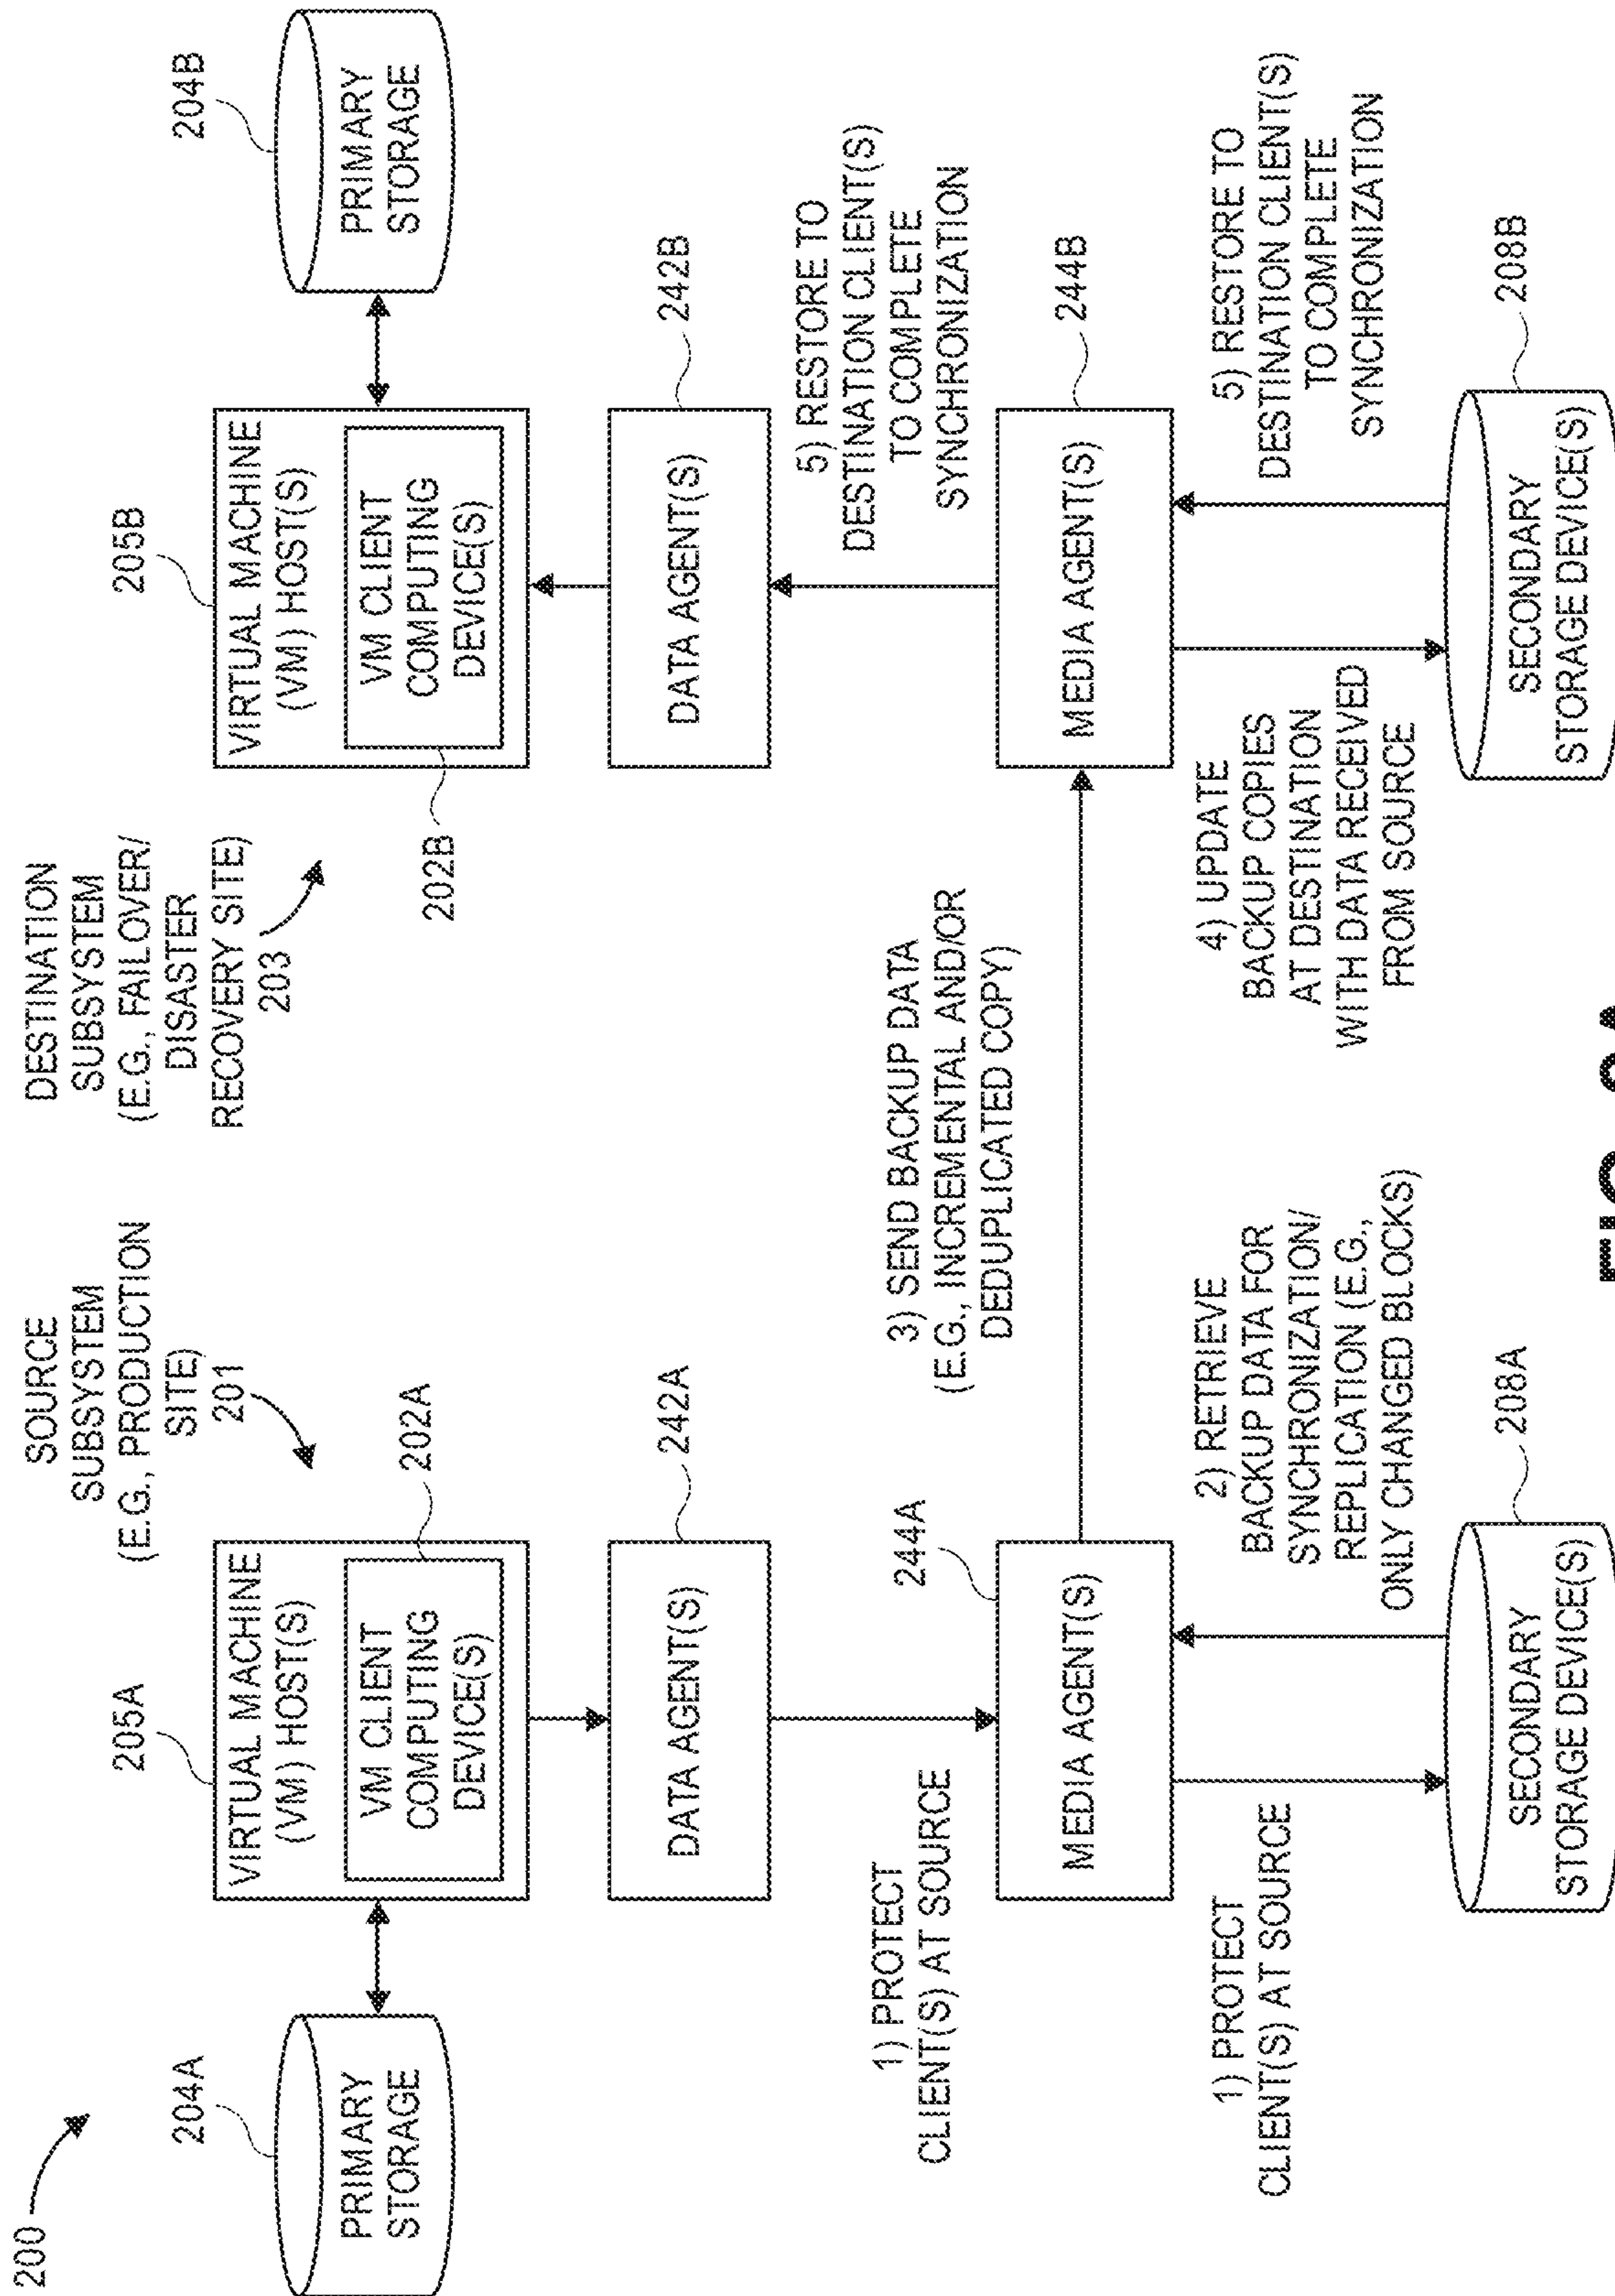 200
SOURCE
SUBSYSTEM
(E.G., PRODUCTION
SITE)
201
DESTINATION
SUBSYSTEM
(E.G., FAILOVER/
DISASTER
RECOVERY SITE)
203
204A
PRIMARY
STORAGE
205A
VIRTUAL MACHINE
(VM) HOST(S)
VM CLIENT
COMPUTING
DEVICE(S)
202A
205B
VIRTUAL MACHINE
(VM) HOST(S)
VM CLIENT
COMPUTING
DEVICE(S)
202B
204B
PRIMARY
STORAGE
DATA AGENT(S)
242A
DATA AGENT(S)
242B
1) PROTECT
CLIENT(S) AT SOURCE
3) SEND BACKUP DATA
(E.G., INCREMENTAL AND/OR
DEDUPLICATED COPY)
5) RESTORE TO
DESTINATION CLIENT(S)
TO COMPLETE
SYNCHRONIZATION
244A
MEDIA AGENT(S)
MEDIA AGENT(S)
244B
1) PROTECT
CLIENT(S) AT SOURCE
2) RETRIEVE
BACKUP DATA FOR
SYNCHRONIZATION/
REPLICATION (E.G.,
ONLY CHANGED BLOCKS)
4) UPDATE
BACKUP COPIES
AT DESTINATION
WITH DATA RECEIVED
FROM SOURCE
5) RESTORE TO
DESTINATION CLIENT(S)
TO COMPLETE
SYNCHRONIZATION
SECONDARY
STORAGE DEVICE(S)
208A
SECONDARY
STORAGE DEVICE(S)
208B